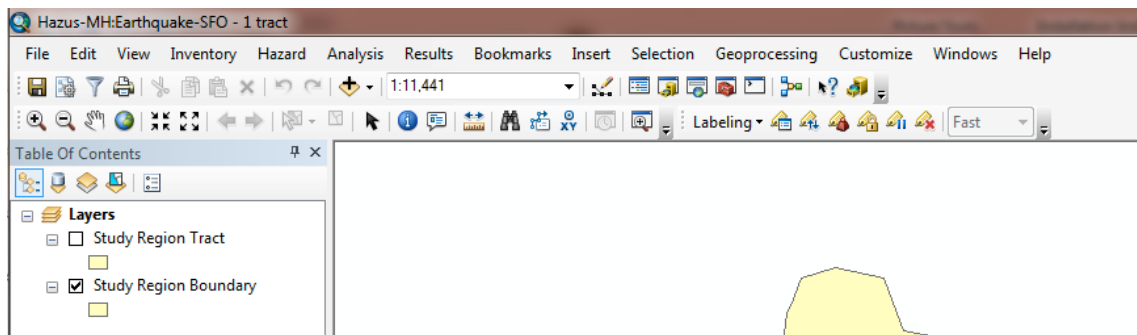 Hazus-MH:Earthquake-SFO - 1 tract
File Edit View Inventory Hazard Analysis Results Bookmarks Insert Selection Geoprocessing Customize Windows Help
1:11,441
Labeling Fast
Table Of Contents
Layers
Study Region Tract
Study Region Boundary